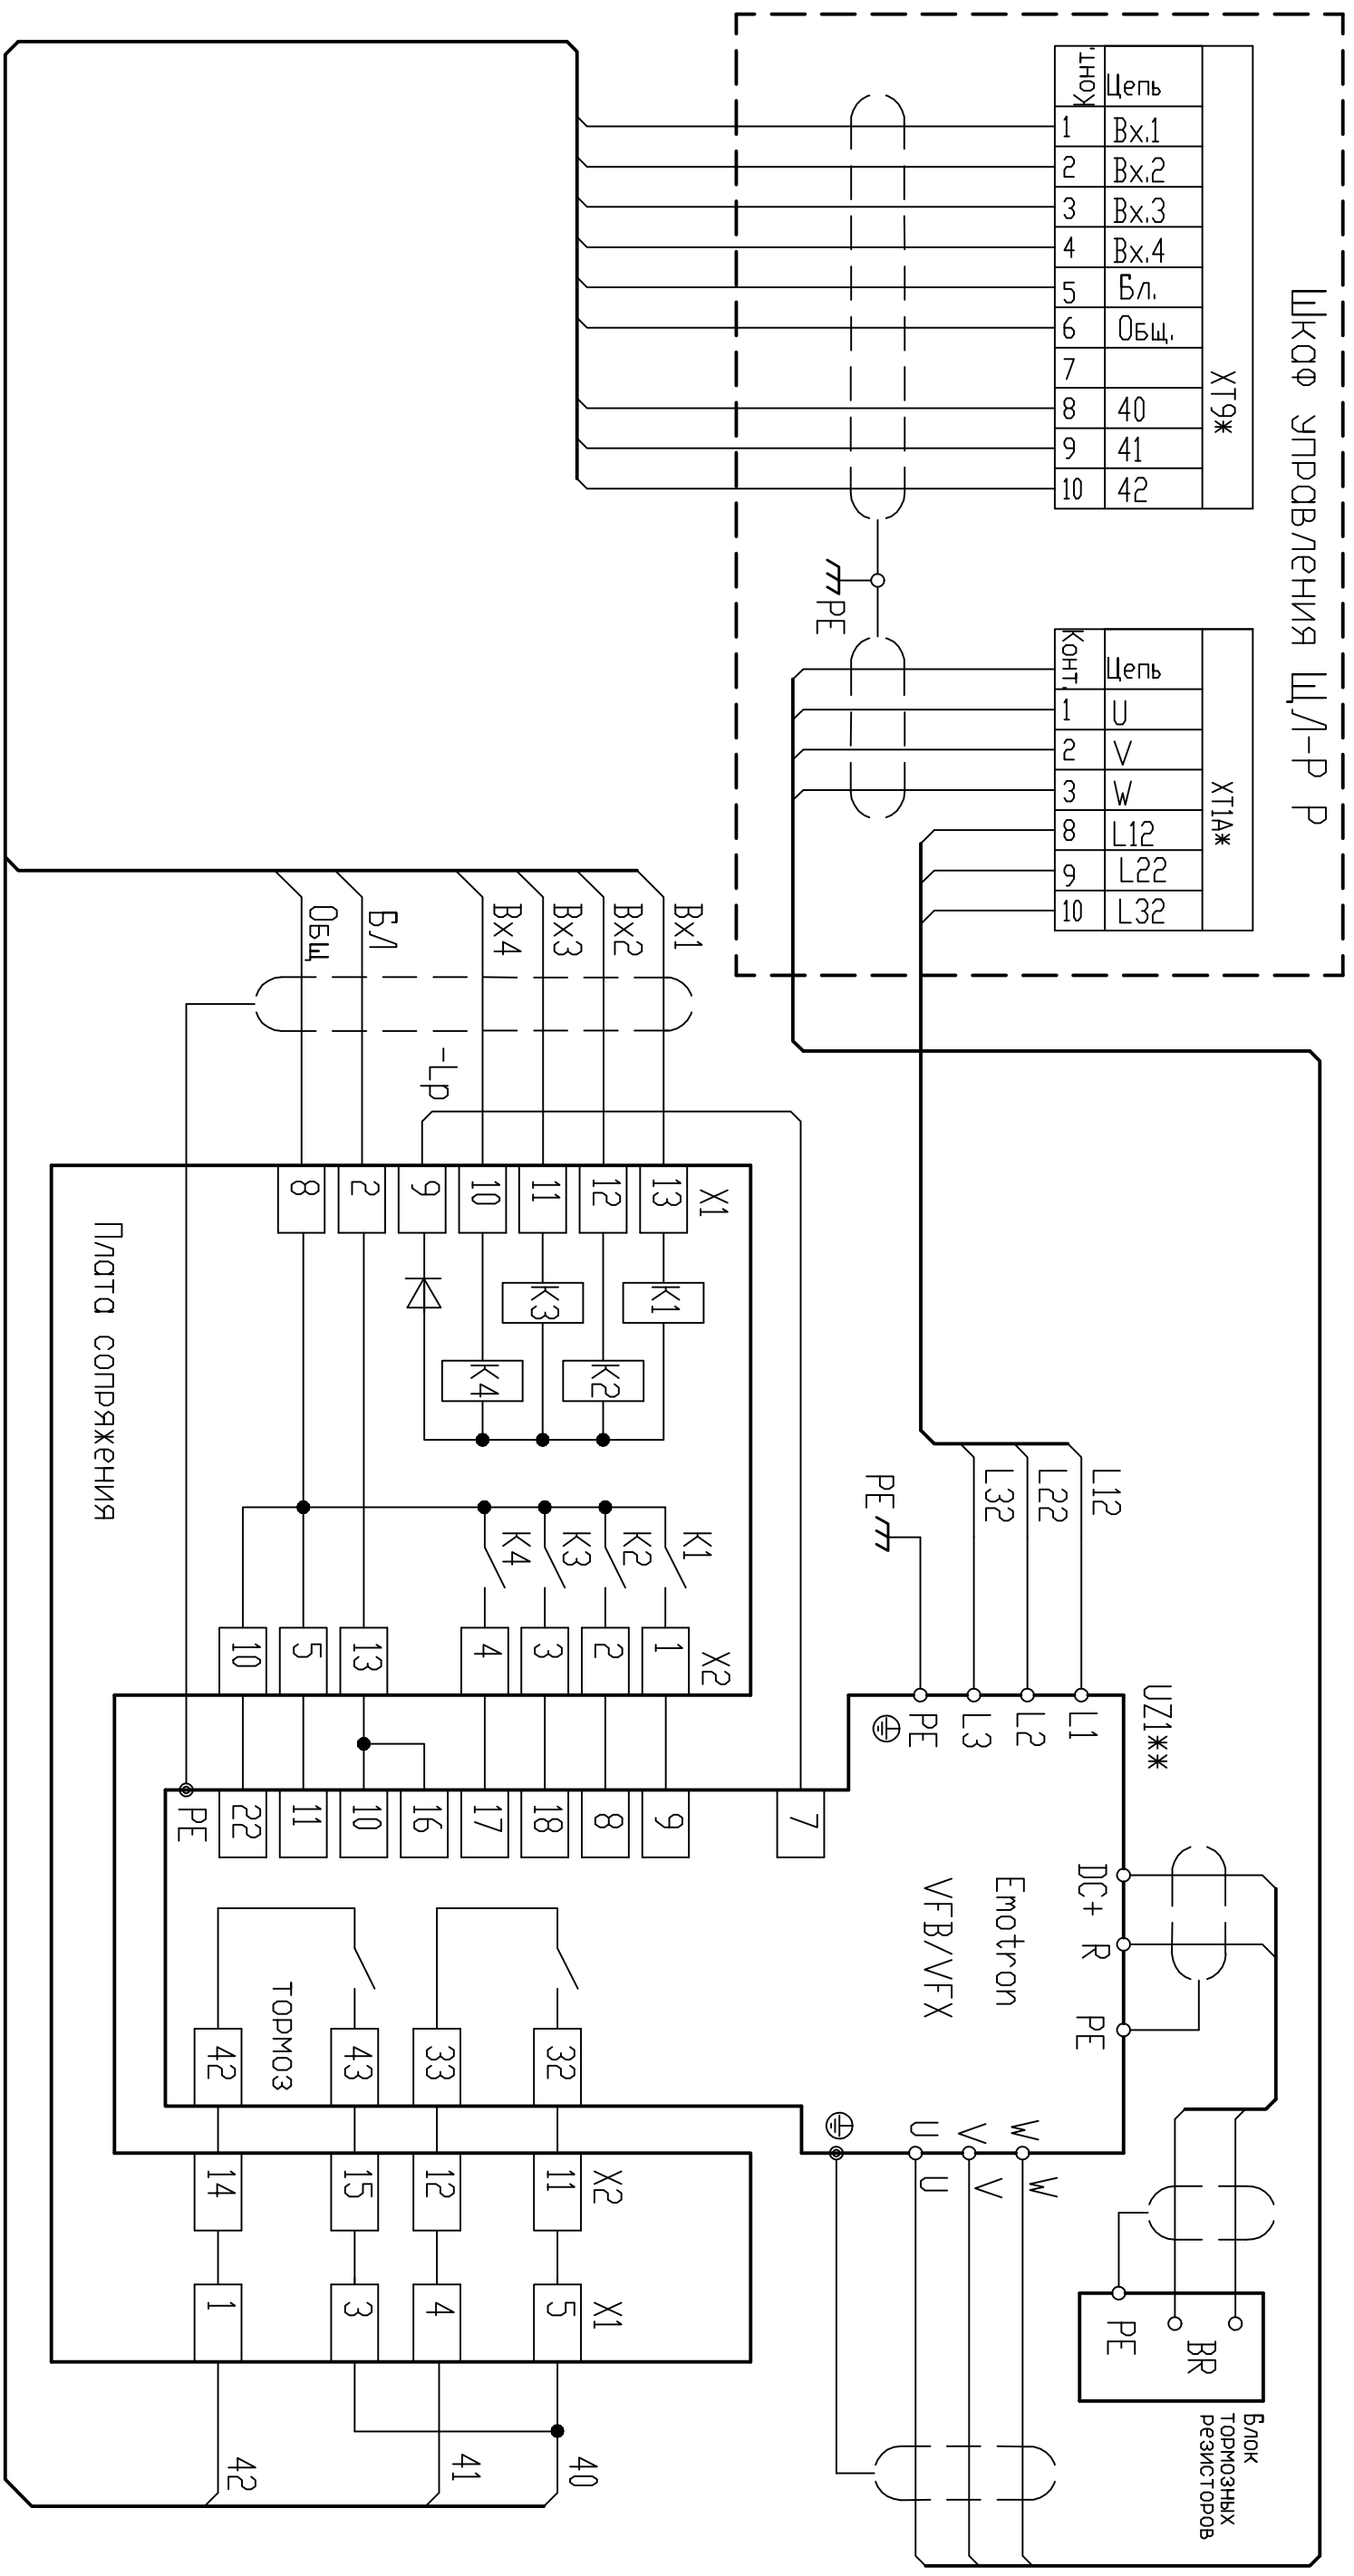 Шкаф управления ЩЛ-Р Р
Конт. Цепь
ХТ9*
1 Вх.1
2 Вх.2
3 Вх.3
4 Вх.4
5 Бл.
6 Общ.
7
8 40
9 41
10 42
PE
Конт. Цепь
ХТ1А*
1 U
2 V
3 W
8 L12
9 L22
10 L32
Вх1
Вх2
Вх3
Вх4
БЛ
Общ
-Lp
X1
13
12
11
10
9
2
8
K1
K3
K2
K4
Плата сопряжения
K1
K2
K3
K4
X2
1
2
3
4
13
5
10
L12
L22
L32
PE
UZ1**
L1
L2
L3
PE
7
9
8
18
17
16
10
11
22
PE
Emotron
VFB/VFX
DC+
R
PE
тормоз
32
33
43
42
W
V
U
W
V
U
X2
11
12
15
14
X1
5
4
3
1
BR
PE
Блок
тормозных
резисторов
40
41
42